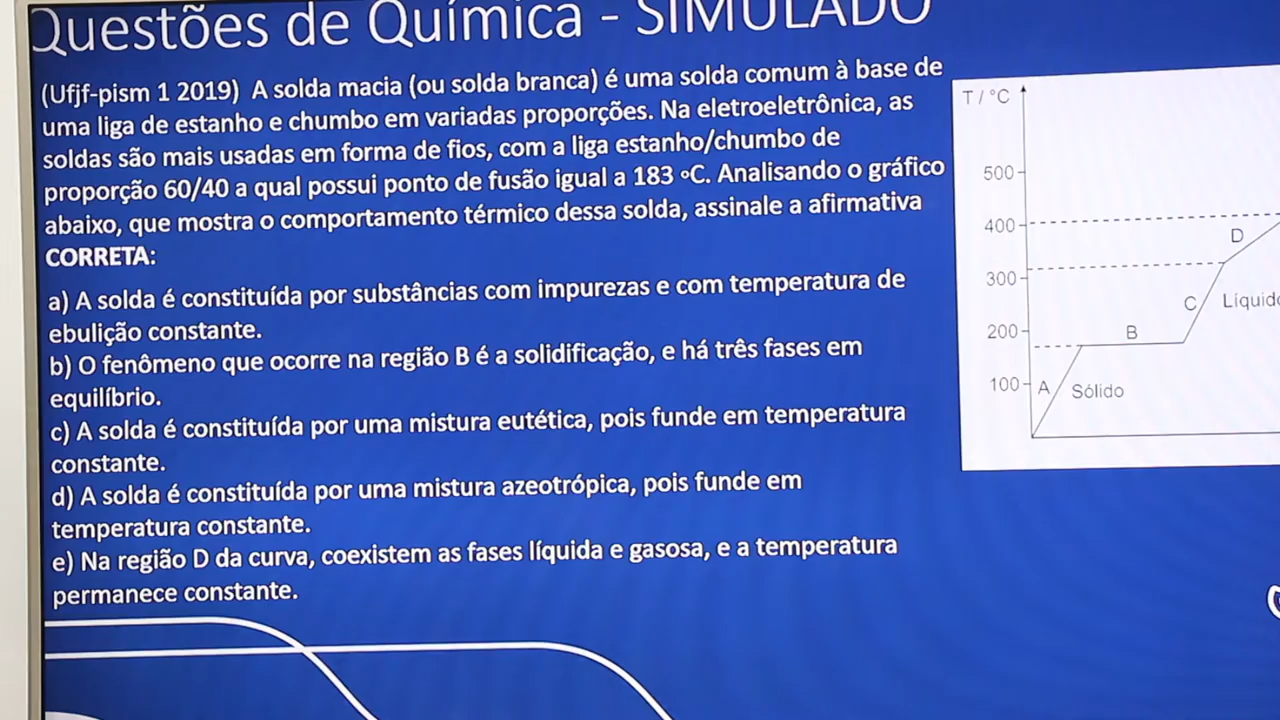 Questões de Química - SIMULADO
(Ufjf-pism 1 2019) A solda macia (ou solda branca) é uma solda comum à base de
uma liga de estanho e chumbo em variadas proporções. Na eletroeletrônica, as
soldas são mais usadas em forma de fios, com a liga estanho/chumbo de
proporção 60/40 a qual possui ponto de fusão igual a 183 ∘C. Analisando o gráfico
abaixo, que mostra o comportamento térmico dessa solda, assinale a afirmativa
CORRETA:
a) A solda é constituída por substâncias com impurezas e com temperatura de
ebulição constante.
b) O fenômeno que ocorre na região B é a solidificação, e há três fases em
equilíbrio.
c) A solda é constituída por uma mistura eutética, pois funde em temperatura
constante.
d) A solda é constituída por uma mistura azeotrópica, pois funde em
temperatura constante.
e) Na região D da curva, coexistem as fases líquida e gasosa, e a temperatura
permanece constante.
T / °C
500
400
D
300
C
200
B
100
A
Sólido